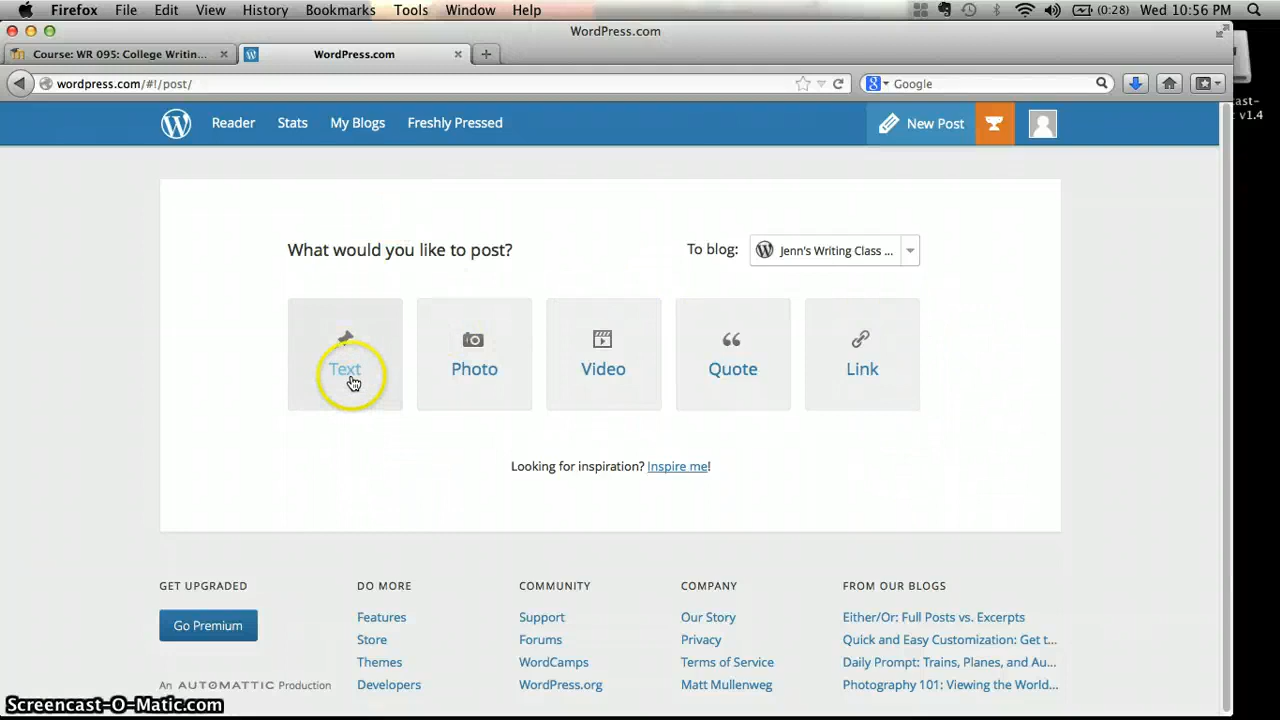 Firefox File Edit View History Bookmarks Tools Window Help (0:28) Wed 10:56 PM
WordPress.com
Course: WR 095: College Writin... WordPress.com
wordpress.com/#!/post/ Google
Reader Stats My Blogs Freshly Pressed New Post
What would you like to post? To blog: Jenn's Writing Class ...
Text Photo Video Quote Link
Looking for inspiration? Inspire me!
GET UPGRADED DO MORE COMMUNITY COMPANY FROM OUR BLOGS
Go Premium Features Support Our Story Either/Or: Full Posts vs. Excerpts
Store Forums Privacy Quick and Easy Customization: Get t...
Themes WordCamps Terms of Service Daily Prompt: Trains, Planes, and Au...
An AUTOMATTIC Production Developers WordPress.org Matt Mullenweg Photography 101: Viewing the World...
Screencast-O-Matic.com
cast-
v1.4